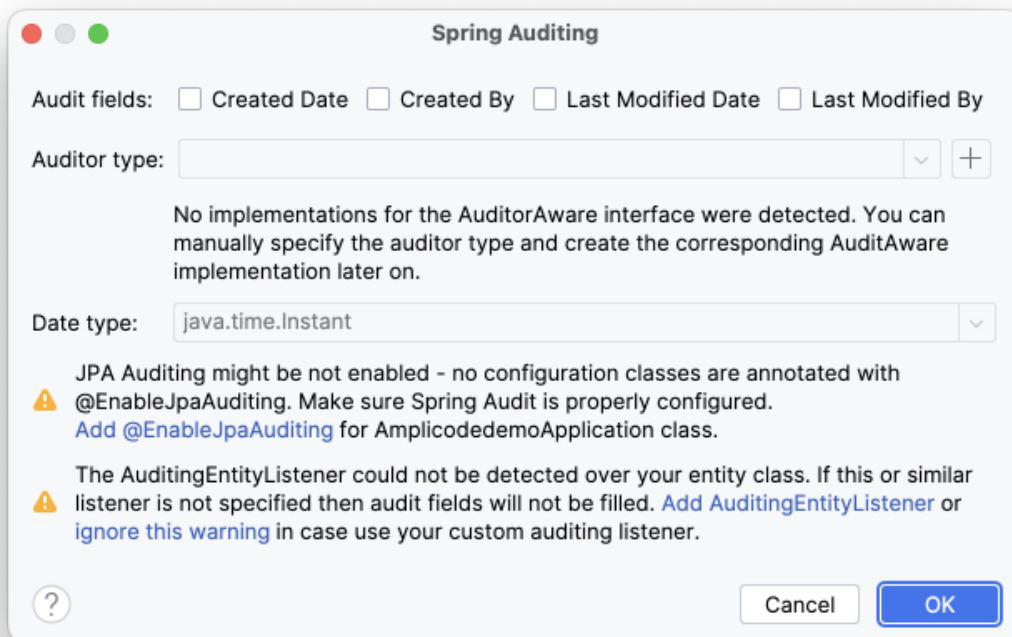 Spring Auditing
Audit fields: Created Date Created By Last Modified Date Last Modified By
Auditor type:
No implementations for the AuditorAware interface were detected. You can
manually specify the auditor type and create the corresponding AuditAware
implementation later on.
Date type: java.time.Instant
JPA Auditing might be not enabled - no configuration classes are annotated with
@EnableJpaAuditing. Make sure Spring Audit is properly configured.
Add @EnableJpaAuditing for AmplicodedemoApplication class.
The AuditingEntityListener could not be detected over your entity class. If this or similar
listener is not specified then audit fields will not be filled. Add AuditingEntityListener or
ignore this warning in case use your custom auditing listener.
? Cancel OK